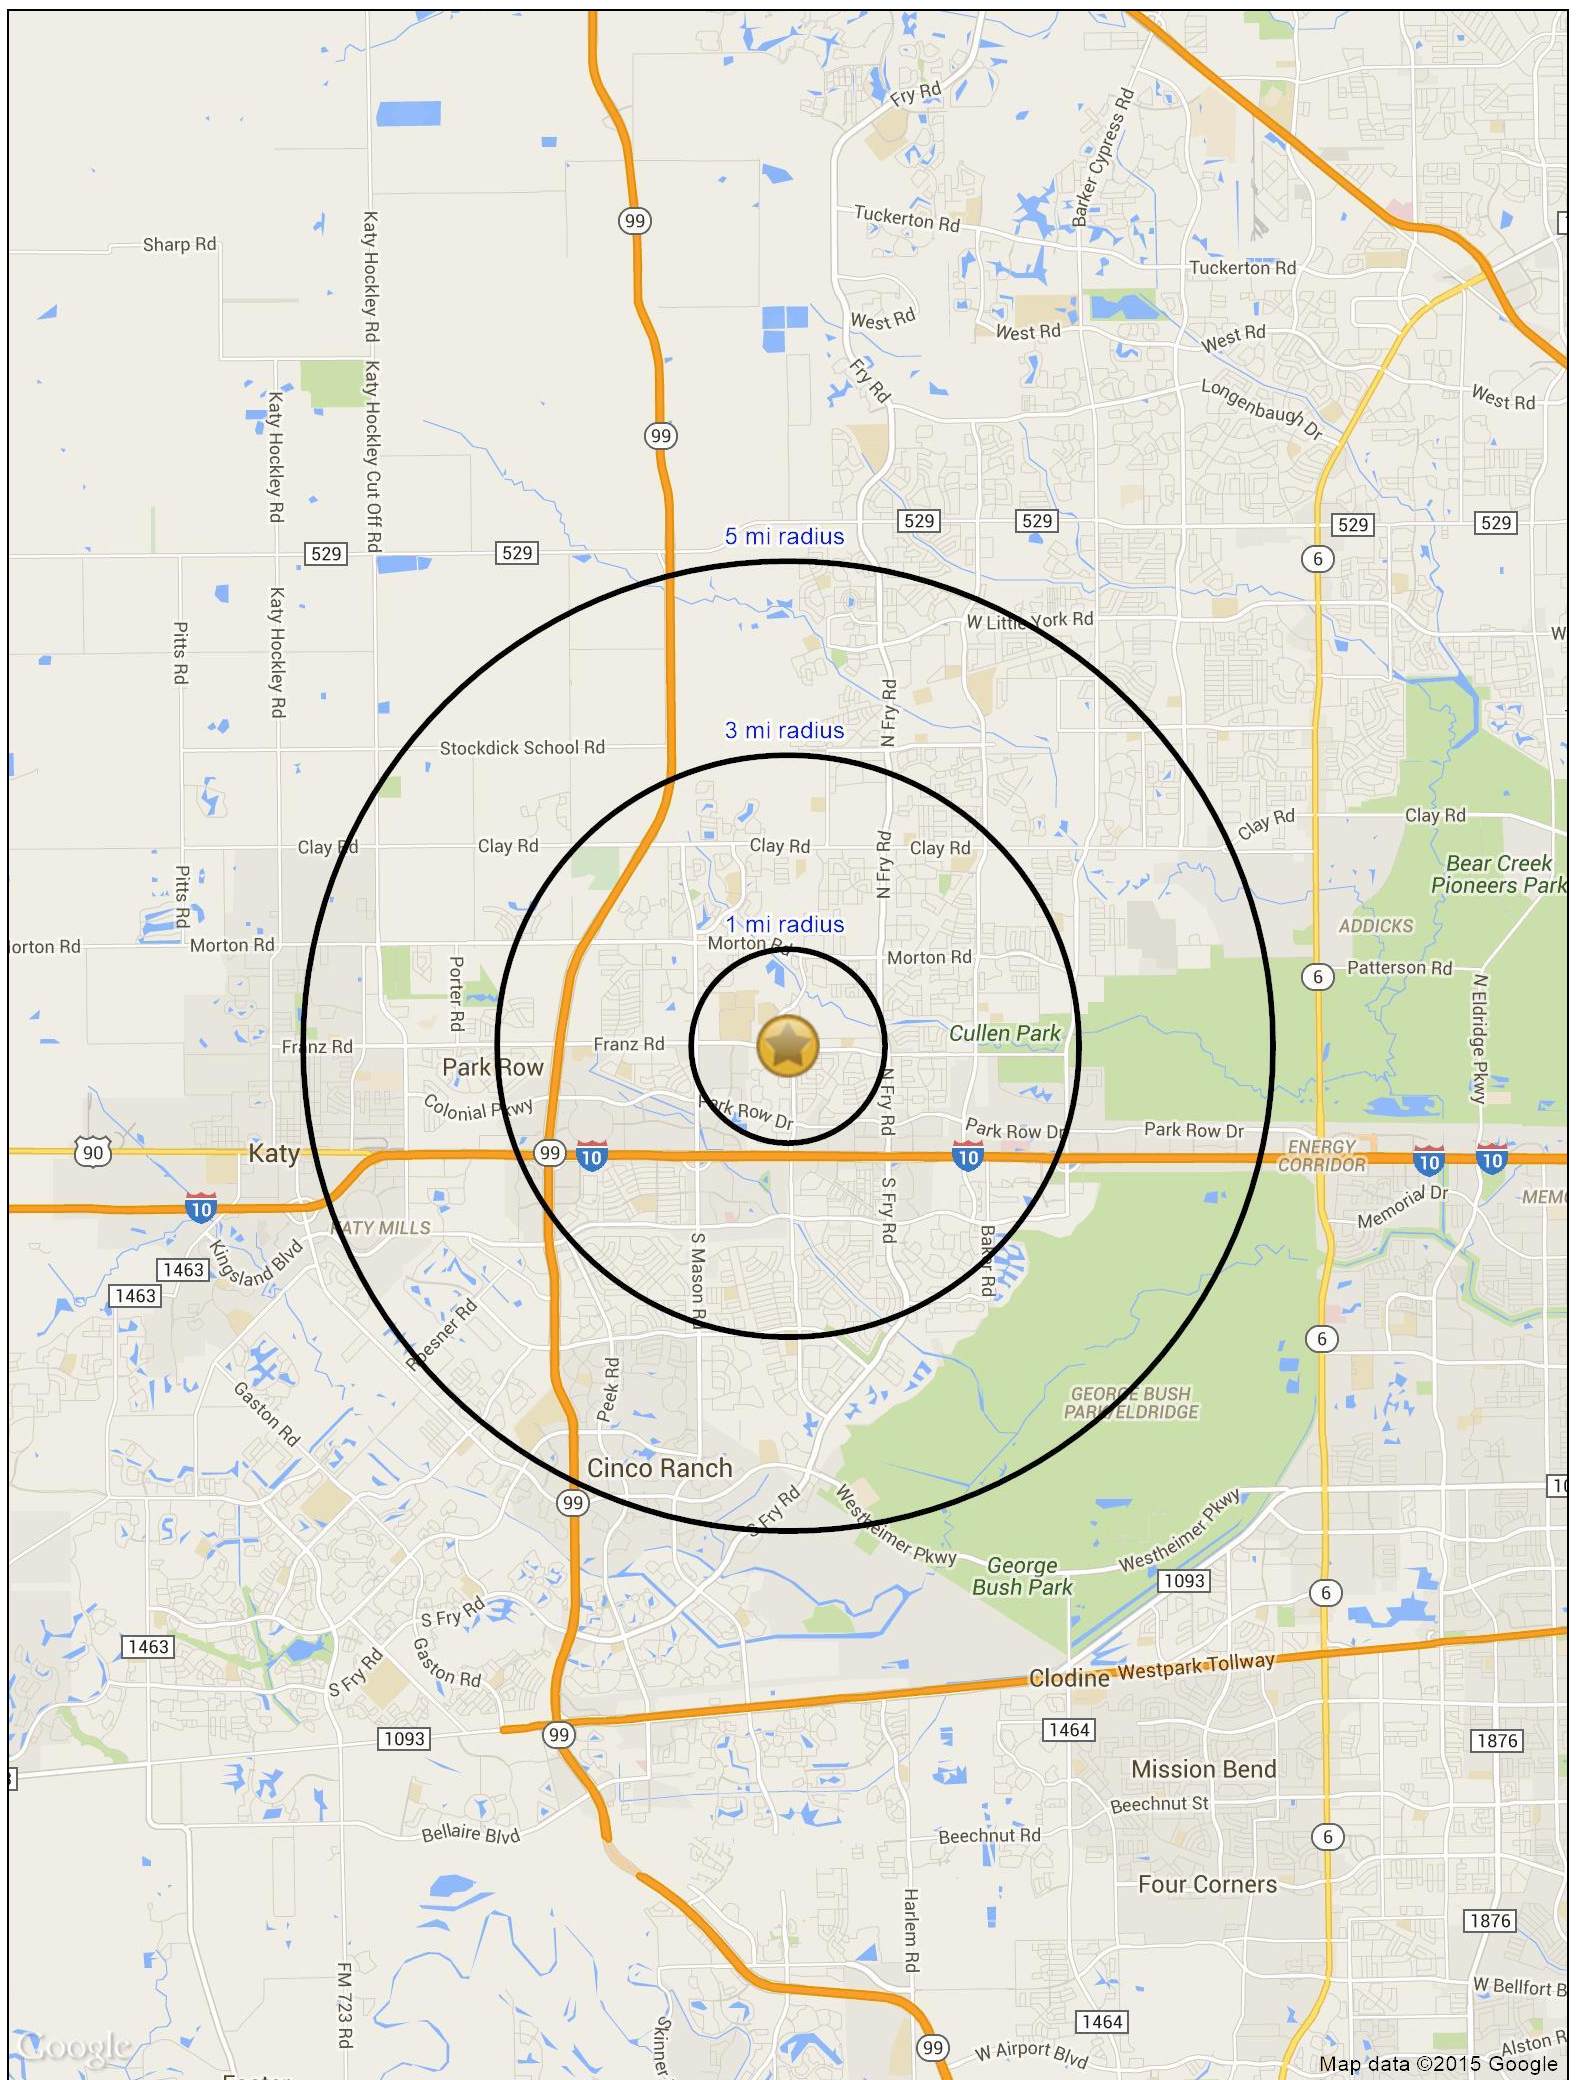 Fry Rd
Barker Cypress Rd
Tuckerton Rd
Sharp Rd
Katy Hockley Rd
99
Tuckerton Rd
West Rd
West Rd
West Rd
Fry Rd
Katy Hockley Cut Off Rd
Longenbaugh Dr
West Rd
Katy Hockley Rd
99
529
529
529
529
5 mi radius
529
529
6
Katy Hockley Rd
W Little York Rd
Pitts Rd
N Fry Rd
3 mi radius
Stockdick School Rd
Clay Rd
Clay Rd
Clay Rd
Clay Rd
Clay Rd
Clay Rd
N Fry Rd
Bear Creek
Pioneers Park
Pitts Rd
1 mi radius
ADDICKS
Morton Rd
Morton Rd
Morton Rd
Patterson Rd
6
Porter Rd
N Eldridge Pkwy
Cullen Park
Franz Rd
Franz Rd
Park Row
Colonial Pkwy
Park Row Dr
N Fry Rd
Park Row Dr
Park Row Dr
90
Katy
99
10
10
ENERGY
CORRIDOR
10
10
10
Memorial Dr
KATY MILLS
S Fry Rd
Kingsland Blvd
1463
1463
S Mason Rd
Baker Rd
Roesner Rd
6
Peek Rd
Gaston Rd
GEORGE BUSH
PARK/ELDRIDGE
Cinco Ranch
99
S Fry Rd
Westheimer Pkwy
Westheimer Pkwy
George
Bush Park
1093
6
S Fry Rd
1463
Gaston Rd
S Fry Rd
Clodine
Westpark Tollway
1093
99
1464
1876
Mission Bend
Beechnut St
Bellaire Blvd
Beechnut Rd
6
Four Corners
Harlem Rd
1876
FM 723 Rd
W Bellfort B
1464
Skinner
99
W Airport Blvd
Alston R
Google
Map data ©2015 Google